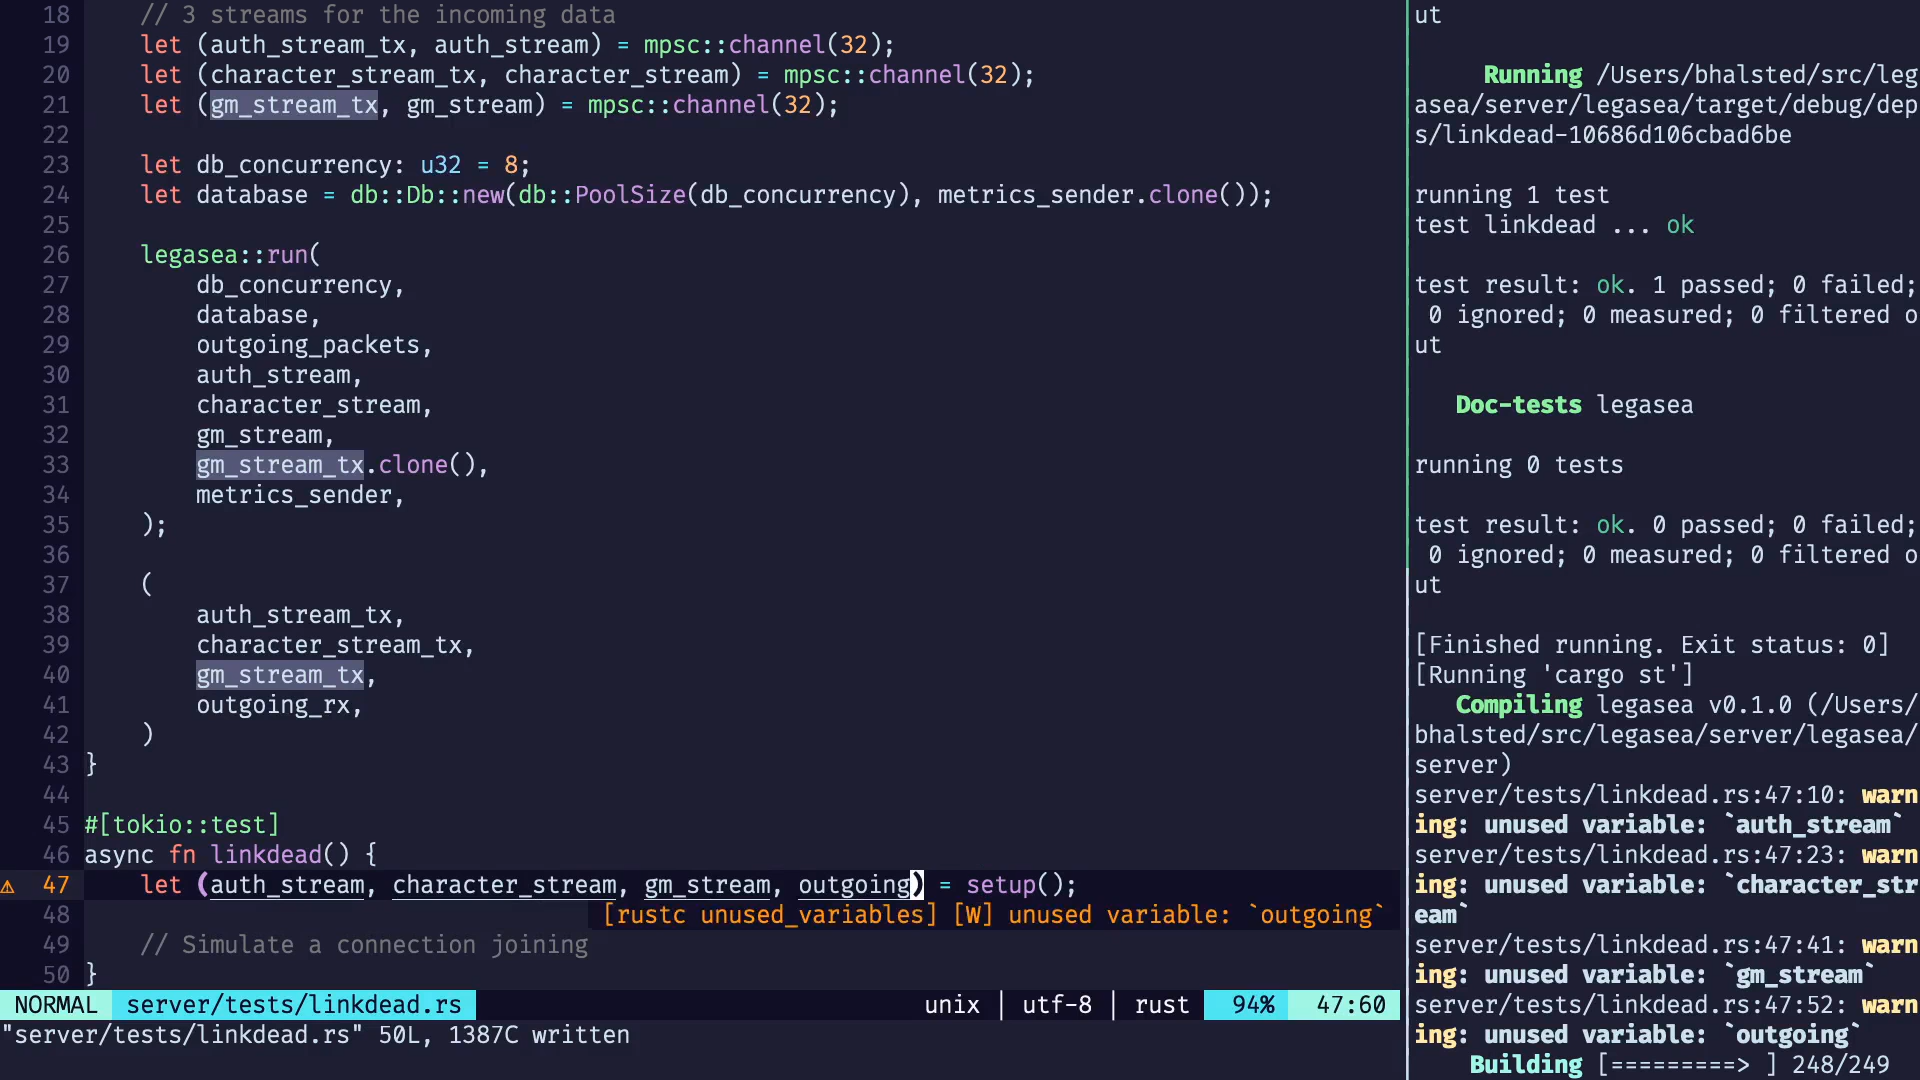 18     // 3 streams for the incoming data
19     let (auth_stream_tx, auth_stream) = mpsc::channel(32);
20     let (character_stream_tx, character_stream) = mpsc::channel(32);
21     let (gm_stream_tx, gm_stream) = mpsc::channel(32);
22
23     let db_concurrency: u32 = 8;
24     let database = db::Db::new(db::PoolSize(db_concurrency), metrics_sender.clone());
25
26     legasea::run(
27         db_concurrency,
28         database,
29         outgoing_packets,
30         auth_stream,
31         character_stream,
32         gm_stream,
33         gm_stream_tx.clone(),
34         metrics_sender,
35     );
36
37     (
38         auth_stream_tx,
39         character_stream_tx,
40         gm_stream_tx,
41         outgoing_rx,
42     )
43 }
44
45 #[tokio::test]
46 async fn linkdead() {
⚠ 47     let (auth_stream, character_stream, gm_stream, outgoing) = setup();
48     [rustc unused_variables] [W] unused variable: `outgoing`
49     // Simulate a connection joining
50 }
NORMAL server/tests/linkdead.rs unix | utf-8 | rust 94% 47:60
"server/tests/linkdead.rs" 50L, 1387C written
ut
Running /Users/bhalsted/src/leg
asea/server/legasea/target/debug/dep
s/linkdead-10686d106cbad6be
running 1 test
test linkdead ... ok
test result: ok. 1 passed; 0 failed;
0 ignored; 0 measured; 0 filtered o
ut
Doc-tests legasea
running 0 tests
test result: ok. 0 passed; 0 failed;
0 ignored; 0 measured; 0 filtered o
ut
[Finished running. Exit status: 0]
[Running 'cargo st']
Compiling legasea v0.1.0 (/Users/
bhalsted/src/legasea/server/legasea/
server)
server/tests/linkdead.rs:47:10: warn
ing: unused variable: `auth_stream`
server/tests/linkdead.rs:47:23: warn
ing: unused variable: `character_str
eam`
server/tests/linkdead.rs:47:41: warn
ing: unused variable: `gm_stream`
server/tests/linkdead.rs:47:52: warn
ing: unused variable: `outgoing`
Building [=========> ] 248/249